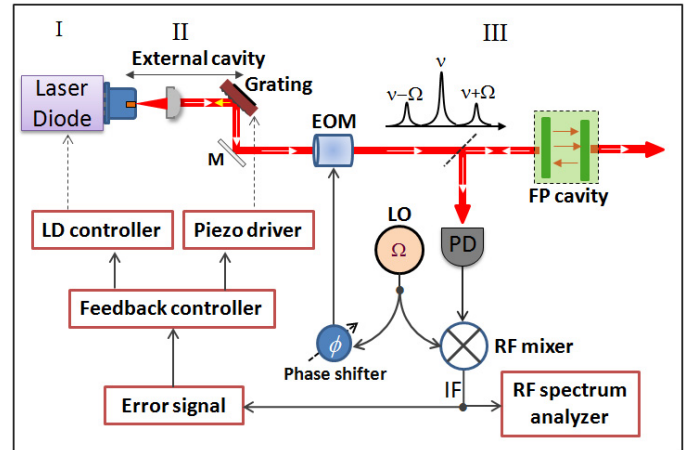 I
II
III
External cavity
Laser
Diode
Grating
ν
ν−Ω
ν+Ω
EOM
M
FP cavity
LO
Ω
PD
LD controller
Piezo driver
Feedback controller
ϕ
Phase shifter
RF mixer
IF
Error signal
RF spectrum
analyzer